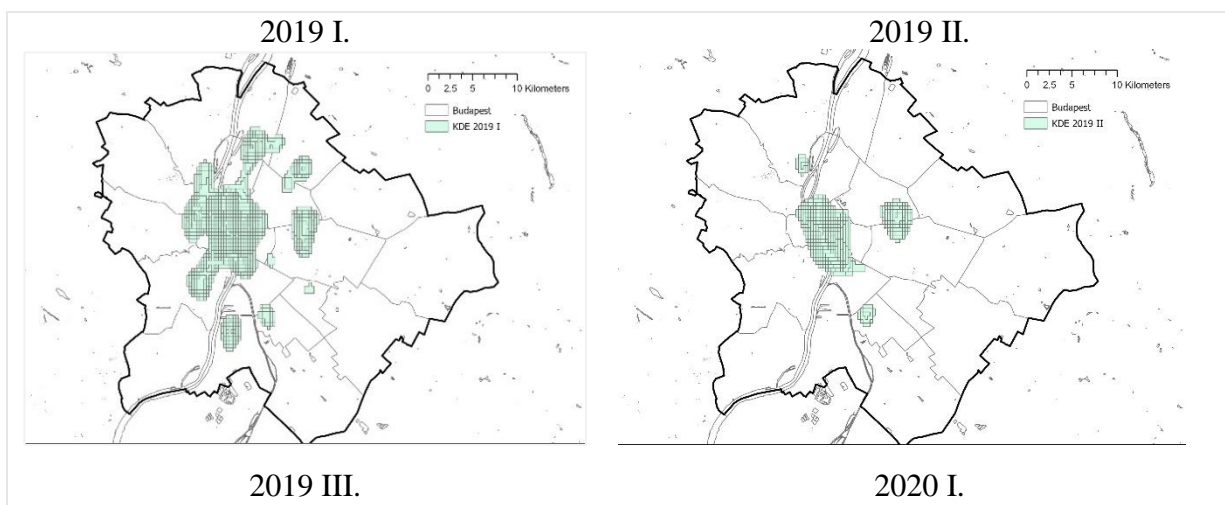 2019 I.
2019 II.
0 2.5 5 10 Kilometers
Budapest
KDE 2019 I
0 2.5 5 10 Kilometers
Budapest
KDE 2019 II
2019 III.
2020 I.